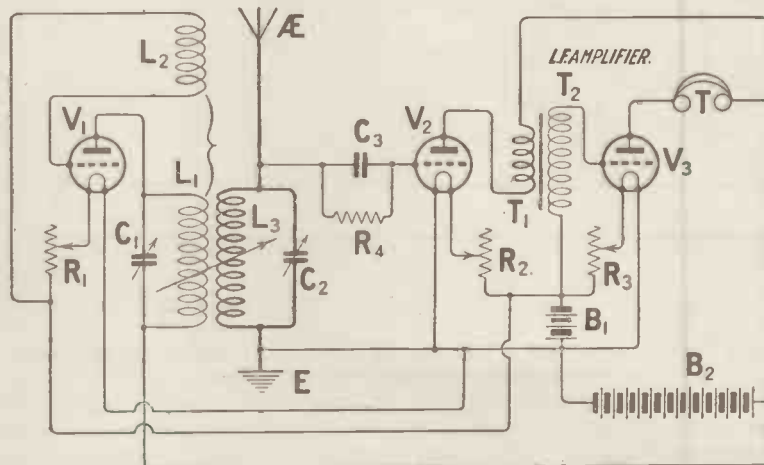 Æ
L.F. AMPLIFIER.
L₂
T₂
T
V₁
C₃
V₂
V₃
L₁
L₃
T₁
C₁
R₄
R₁
C₂
R₂
R₃
B₁
E
B₂